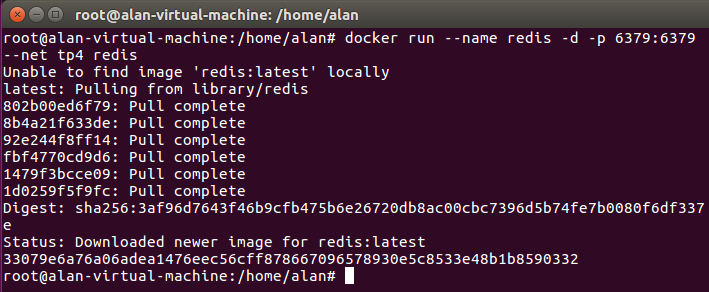 root@alan-virtual-machine: /home/alan
root@alan-virtual-machine:/home/alan# docker run --name redis -d -p 6379:6379
--net tp4 redis
Unable to find image 'redis:latest' locally
latest: Pulling from library/redis
802b00ed6f79: Pull complete
8b4a21f633de: Pull complete
92e244f8ff14: Pull complete
fbf4770cd9d6: Pull complete
1479f3bcce09: Pull complete
1d0259f5f9fc: Pull complete
Digest: sha256:3af96d7643f46b9cfb475b6e26720db8ac00cbc7396d5b74fe7b0080f6df337
e
Status: Downloaded newer image for redis:latest
33079e6a76a06adea1476eec56cff878667096578930e5c8533e48b1b8590332
root@alan-virtual-machine:/home/alan#